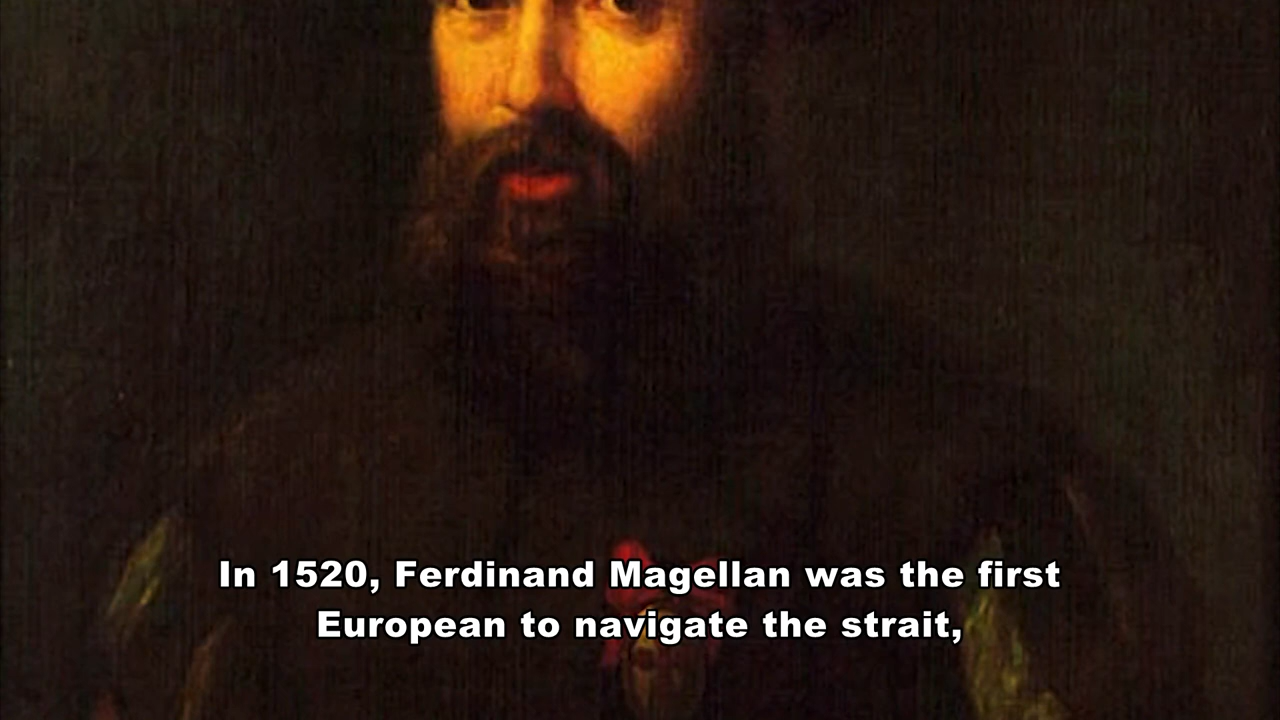 In 1520, Ferdinand Magellan was the first
European to navigate the strait,